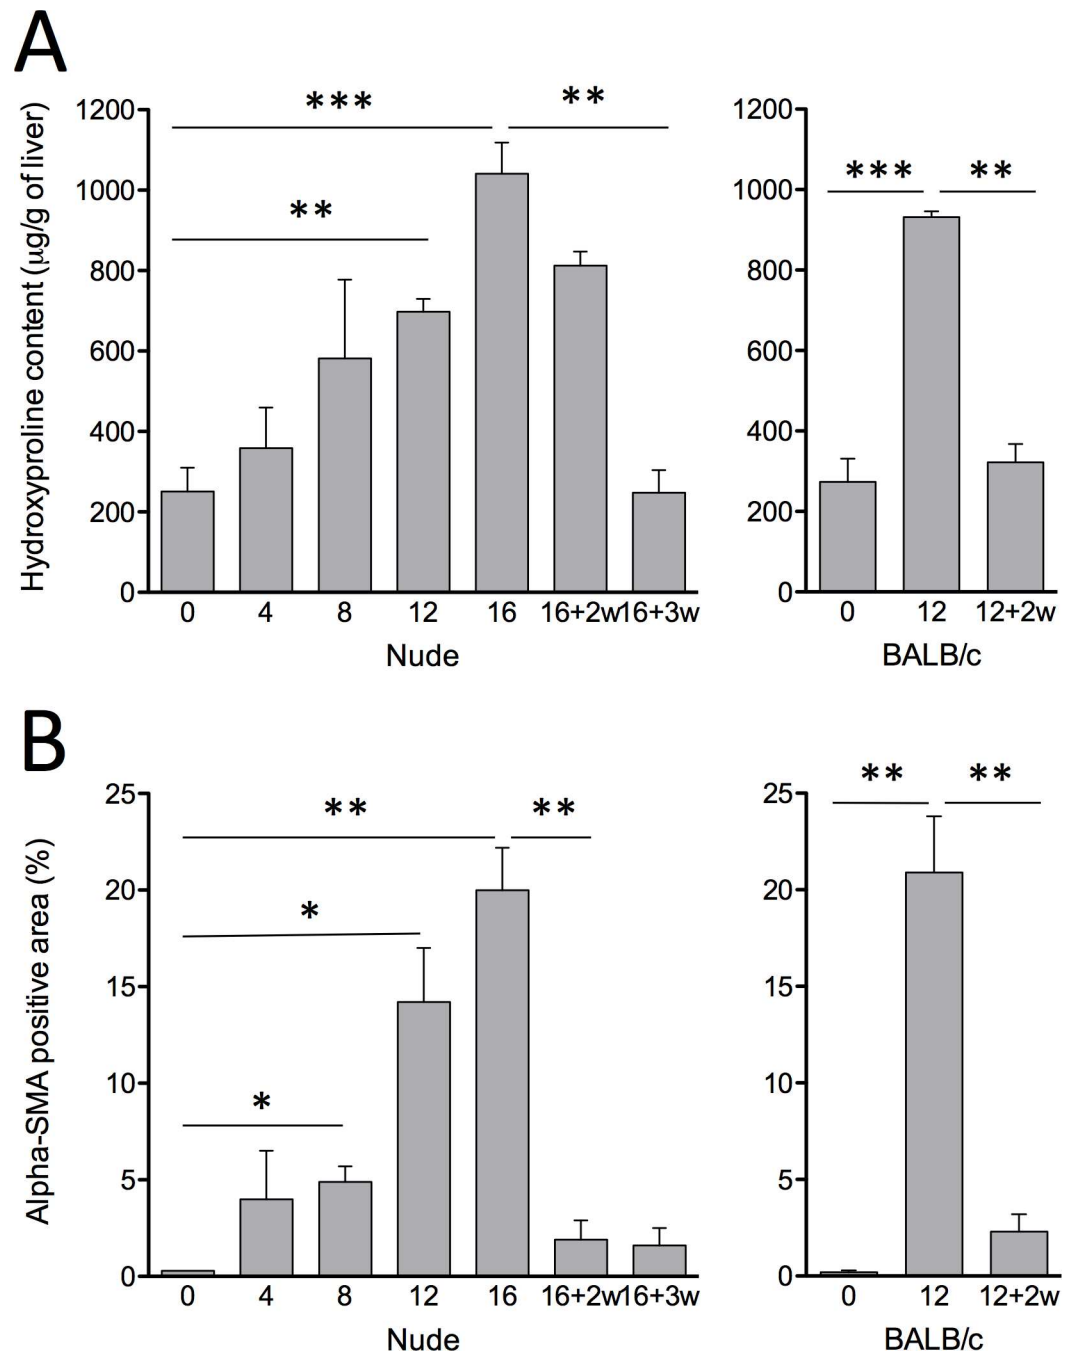 A
Hydroxyproline content (µg/g of liver)
1200
1000
800
600
400
200
0
***
**
**
0 4 8 12 16 16+2w 16+3w
Nude
1200
1000
800
600
400
200
0
*** **
0 12 12+2w
BALB/c
B
Alpha-SMA positive area (%)
25
20
15
10
5
0
** **
*
*
0 4 8 12 16 16+2w 16+3w
Nude
25
20
15
10
5
0
** **
0 12 12+2w
BALB/c